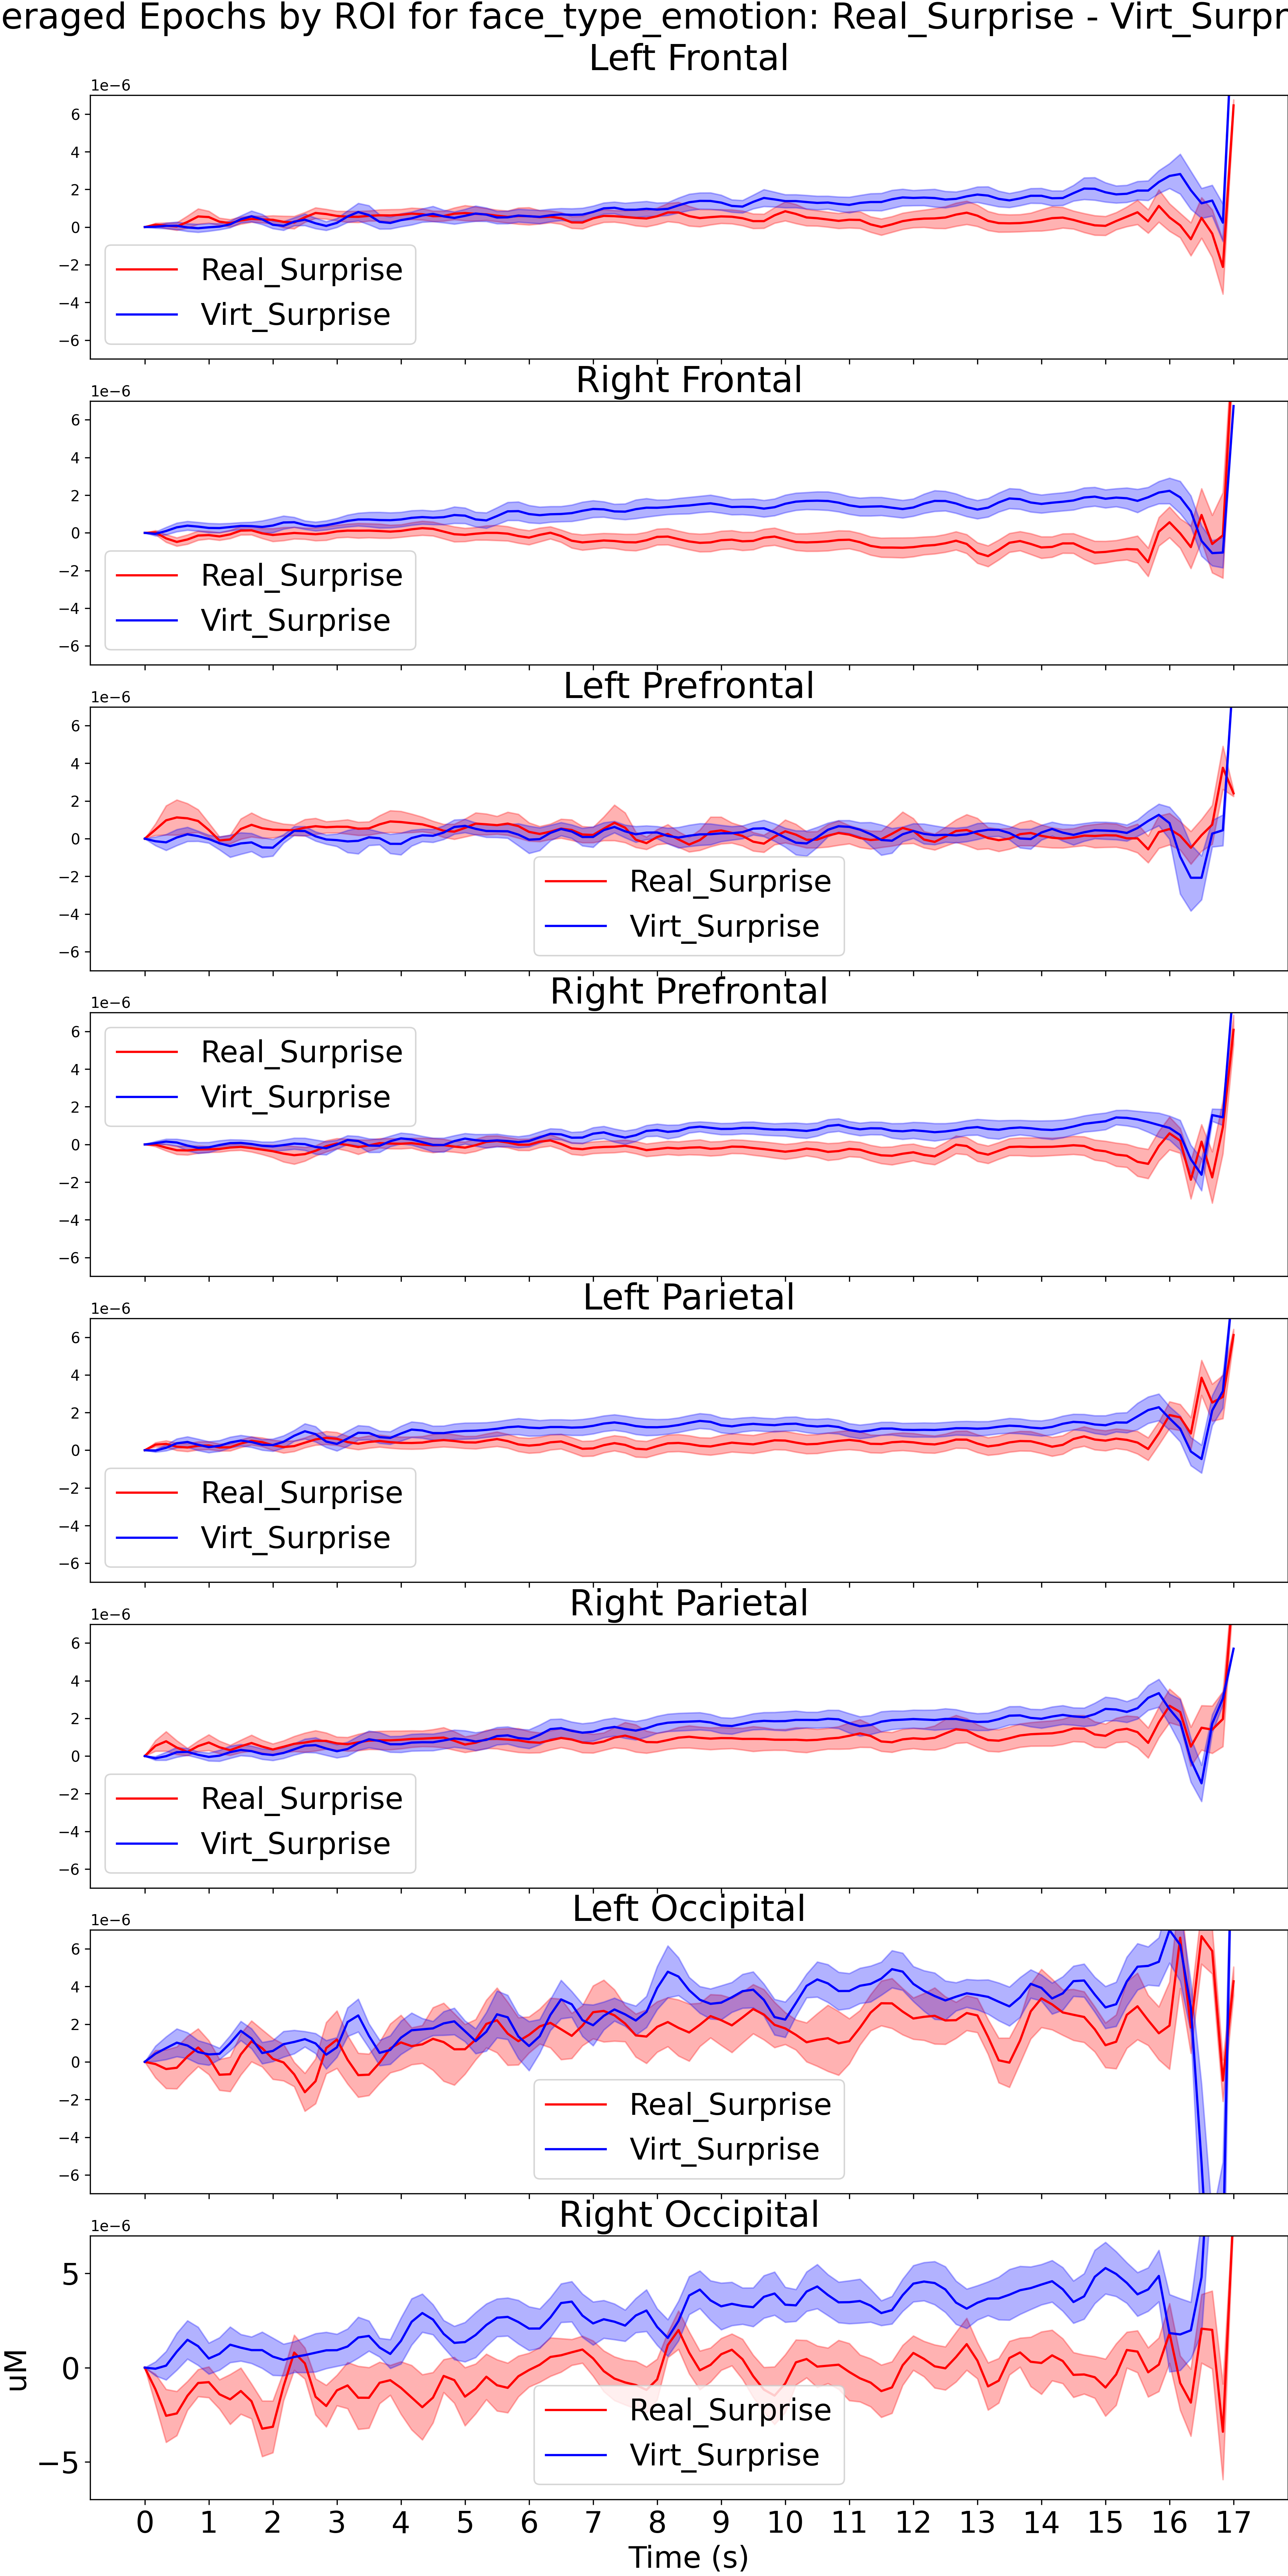 eraged Epochs by ROI for face_type_emotion: Real_Surprise - Virt_Surpr
Left Frontal
1e−6
6
4
2
0
−2
−4
−6
Real_Surprise
Virt_Surprise
Right Frontal
1e−6
6
4
2
0
−2
−4
−6
Real_Surprise
Virt_Surprise
Left Prefrontal
1e−6
6
4
2
0
−2
−4
−6
Real_Surprise
Virt_Surprise
Right Prefrontal
1e−6
6
4
2
0
−2
−4
−6
Real_Surprise
Virt_Surprise
Left Parietal
1e−6
6
4
2
0
−2
−4
−6
Real_Surprise
Virt_Surprise
Right Parietal
1e−6
6
4
2
0
−2
−4
−6
Real_Surprise
Virt_Surprise
Left Occipital
1e−6
6
4
2
0
−2
−4
−6
Real_Surprise
Virt_Surprise
Right Occipital
1e−6
5
0
−5
uM
Real_Surprise
Virt_Surprise
0 1 2 3 4 5 6 7 8 9 10 11 12 13 14 15 16 17
Time (s)